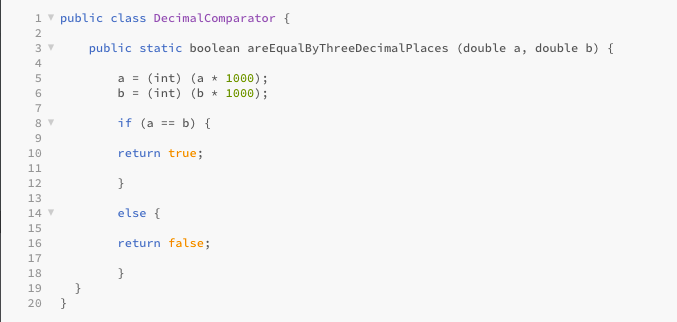 1 public class DecimalComparator {
2
3 public static boolean areEqualByThreeDecimalPlaces (double a, double b) {
4
5 a = (int) (a * 1000);
6 b = (int) (b * 1000);
7
8 if (a == b) {
9
10 return true;
11
12 }
13
14 else {
15
16 return false;
17
18 }
19 }
20 }